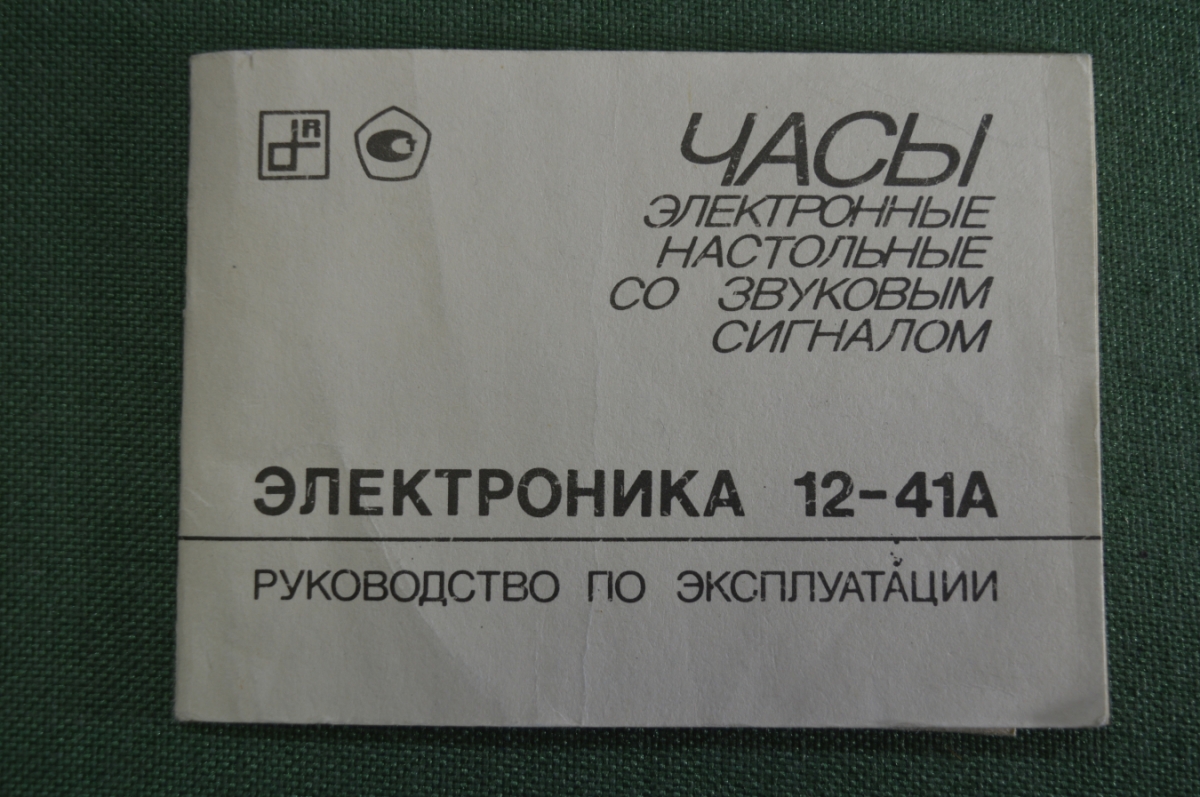 ЧАСЫ
ЭЛЕКТРОННЫЕ
НАСТОЛЬНЫЕ
СО ЗВУКОВЫМ
СИГНАЛОМ
ЭЛЕКТРОНИКА 12-41А
РУКОВОДСТВО ПО ЭКСПЛУАТАЦИИ